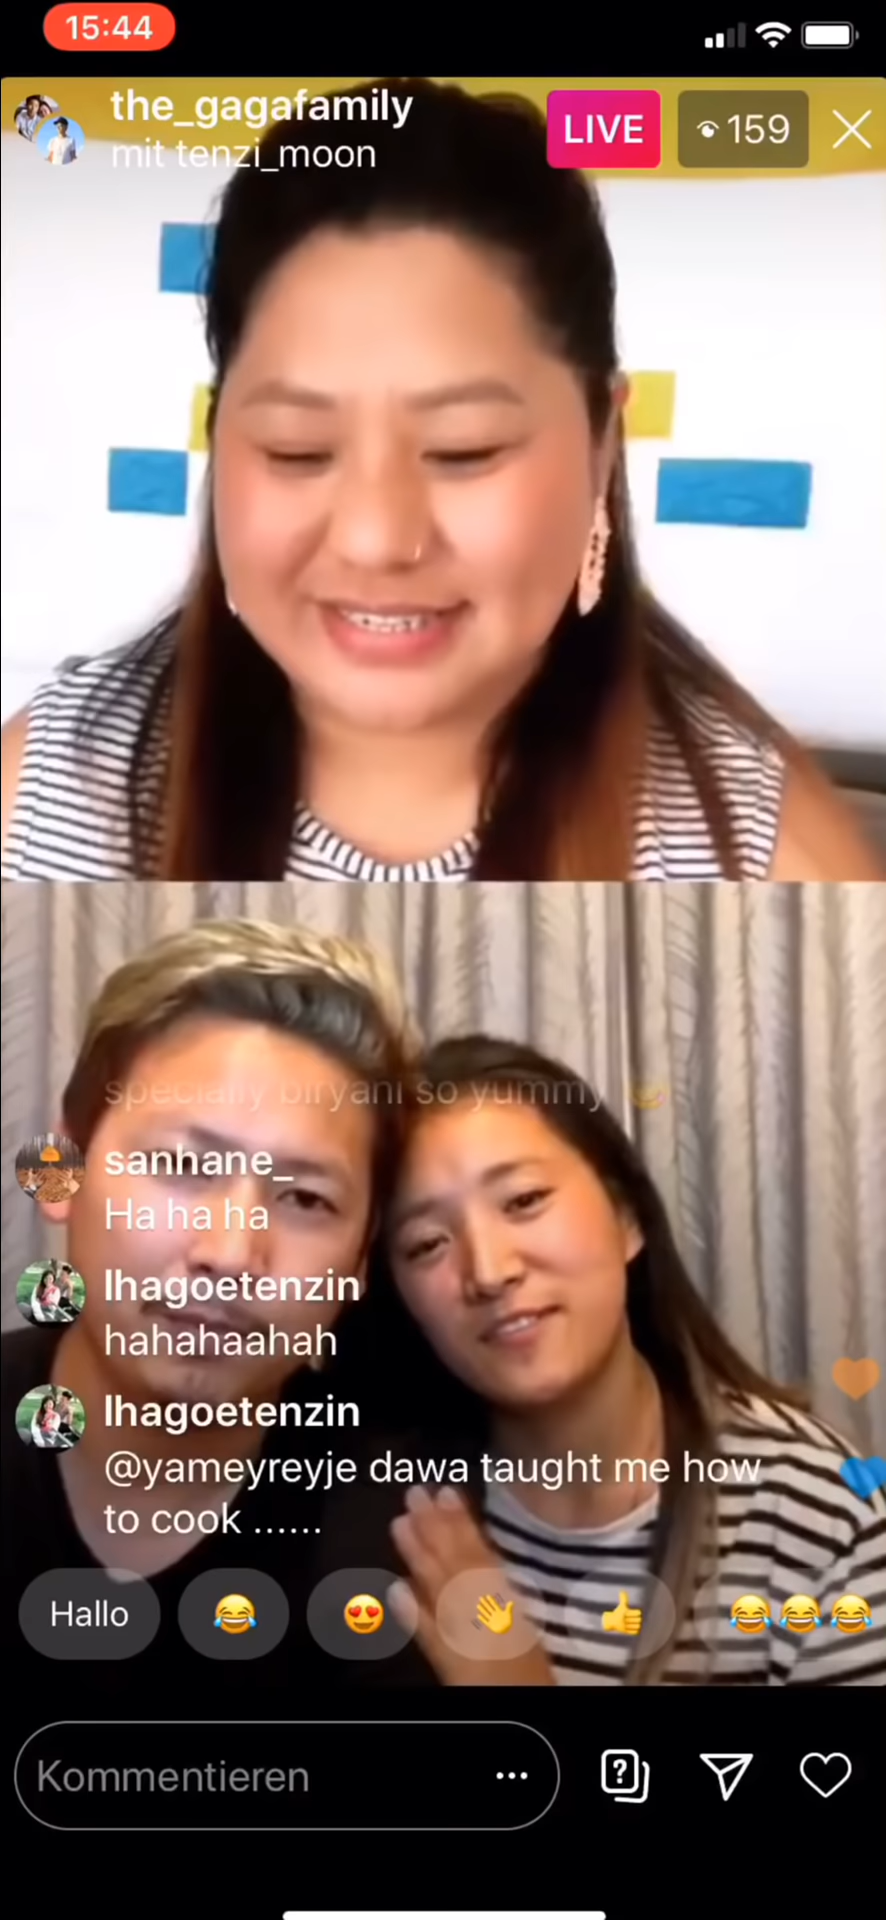 15:44
the_gagafamily
mit tenzi_moon
LIVE
159
specially biryani so yummy
sanhane_
Ha ha ha
lhagoetenzin
hahahaahah
lhagoetenzin
@yameyreyje dawa taught me how
to cook ......
Hallo
Kommentieren